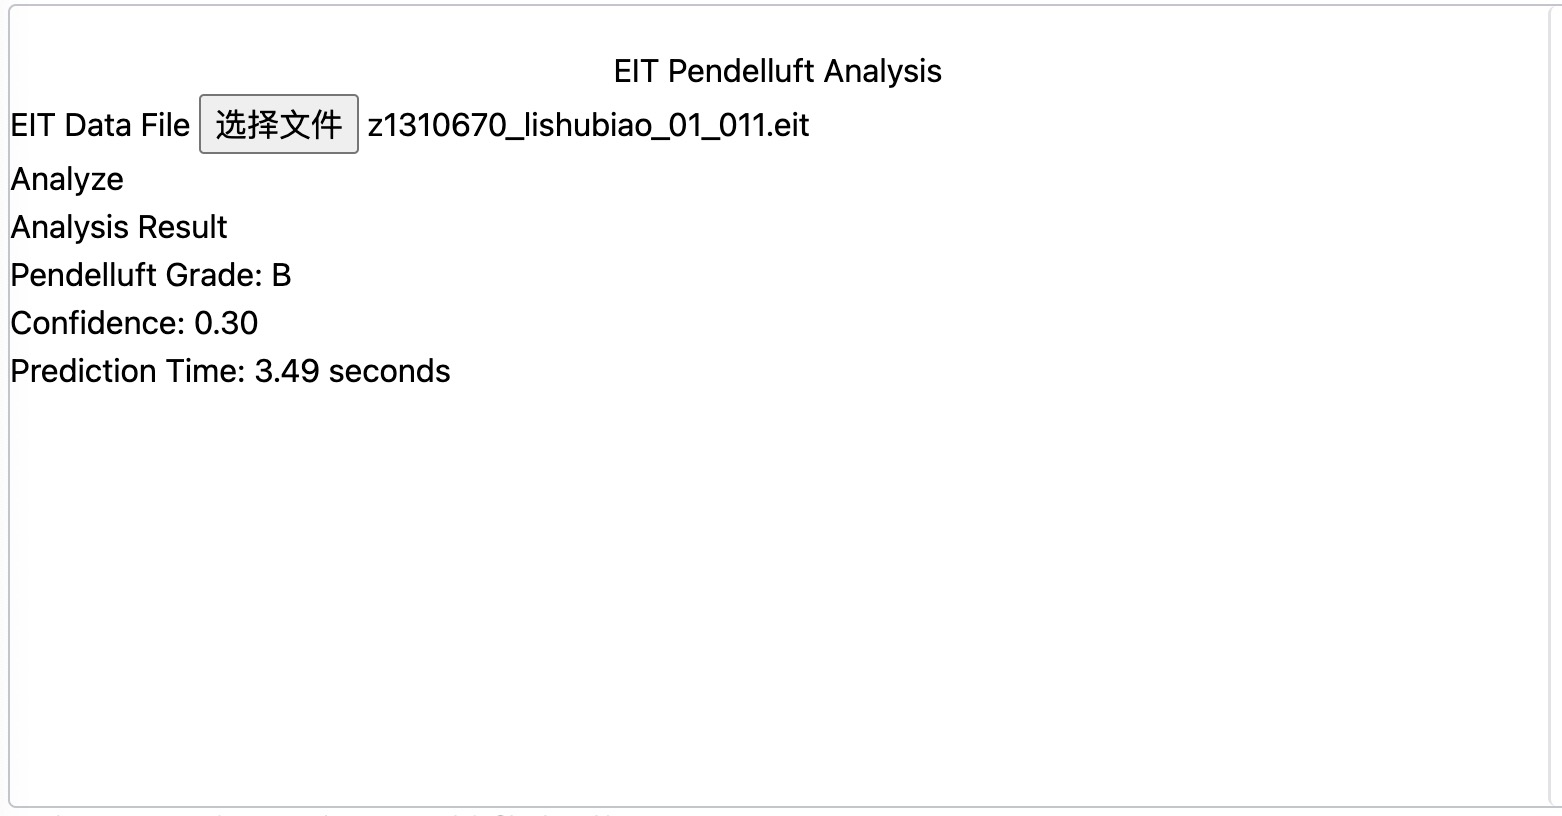 EIT Pendelluft Analysis
EIT Data File 选择文件 z1310670_lishubiao_01_011.eit
Analyze
Analysis Result
Pendelluft Grade: B
Confidence: 0.30
Prediction Time: 3.49 seconds